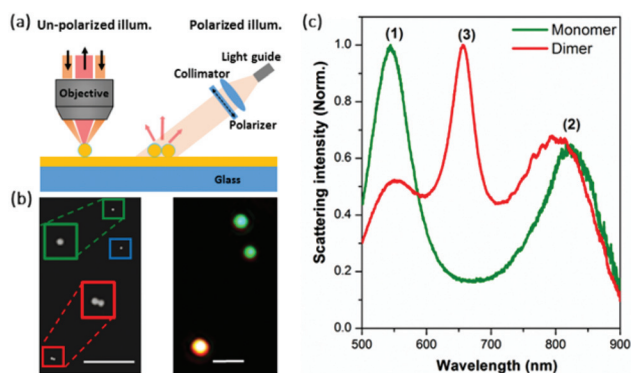 (a)
Un-polarized illum.
Polarized illum.
Light guide
Collimator
Objective
Polarizer
Glass
(b)
(c)
(1)
(3)
(2)
Monomer
Dimer
Scattering intensity (Norm.)
1.0
0.8
0.6
0.4
0.2
0.0
500
600
700
800
900
Wavelength (nm)